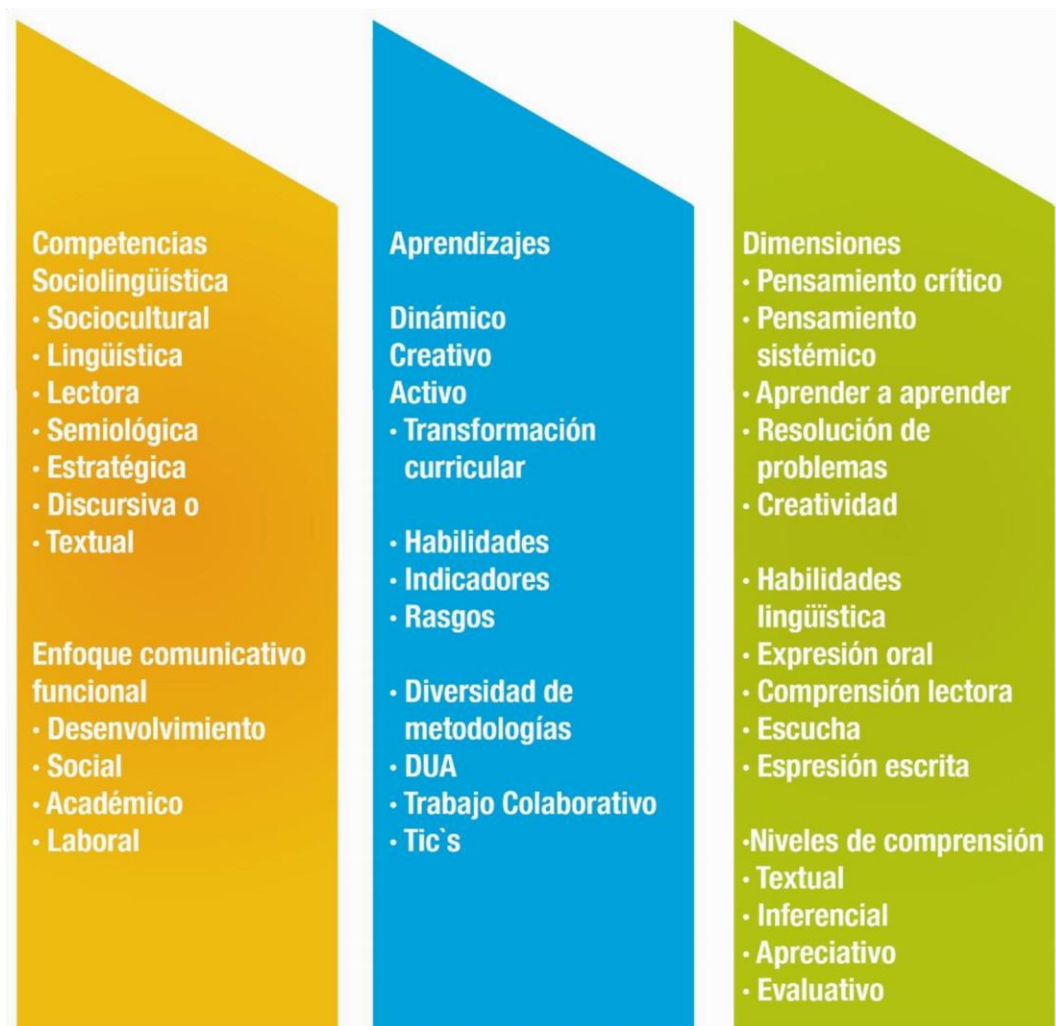 Competencias
Sociolingüística
· Sociocultural
· Lingüística
· Lectora
· Semiológica
· Estratégica
· Discursiva o
· Textual
Enfoque comunicativo
funcional
· Desenvolvimiento
· Social
· Académico
· Laboral
Aprendizajes
Dinámico
Creativo
Activo
· Transformación
curricular
· Habilidades
· Indicadores
· Rasgos
· Diversidad de
metodologías
· DUA
· Trabajo Colaborativo
· Tic`s
Dimensiones
· Pensamiento crítico
· Pensamiento
sistémico
· Aprender a aprender
· Resolución de
problemas
· Creatividad
· Habilidades
lingüïstica
· Expresión oral
· Comprensión lectora
· Escucha
· Espresión escrita
·Niveles de comprensión
· Textual
· Inferencial
· Apreciativo
· Evaluativo